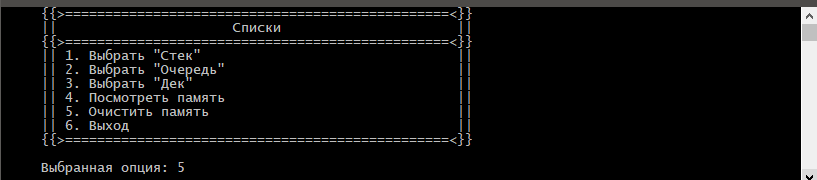 {{>================================================<}}
||                      Списки                      ||
{{>================================================<}}
|| 1. Выбрать "Стек"                                ||
|| 2. Выбрать "Очередь"                             ||
|| 3. Выбрать "Дек"                                 ||
|| 4. Посмотреть память                             ||
|| 5. Очистить память                               ||
|| 6. Выход                                         ||
{{>================================================<}}
Выбранная опция: 5